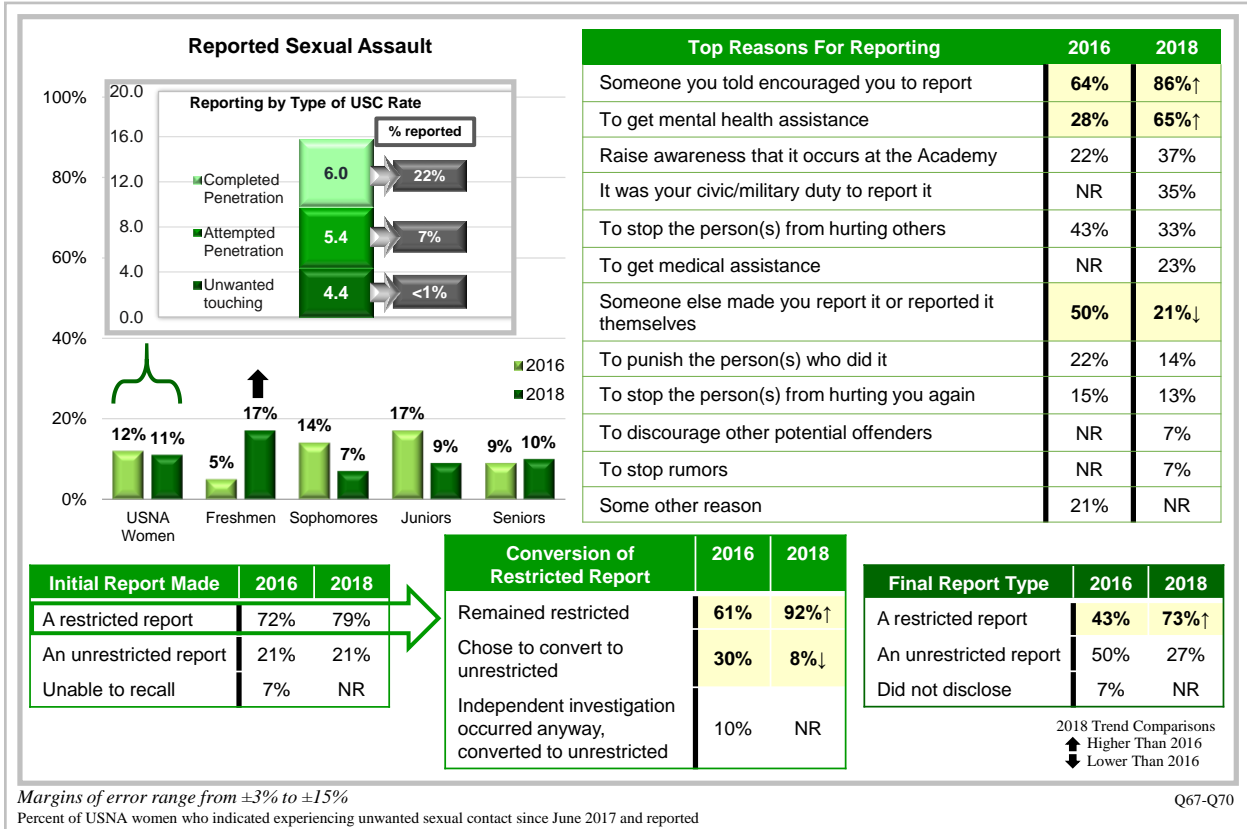 Reported Sexual Assault
100%
80%
60%
40%
20%
0%
20.0
16.0
12.0
8.0
4.0
0.0
Reporting by Type of USC Rate
% reported
Completed
Penetration
6.0
22%
Attempted
Penetration
5.4
7%
Unwanted
touching
4.4
<1%
2016
2018
12%
11%
5%
17%
14%
7%
17%
9%
9%
10%
USNA
Women
Freshmen
Sophomores
Juniors
Seniors
Top Reasons For Reporting 2016 2018
Someone you told encouraged you to report 64% 86%↑
To get mental health assistance 28% 65%↑
Raise awareness that it occurs at the Academy 22% 37%
It was your civic/military duty to report it NR 35%
To stop the person(s) from hurting others 43% 33%
To get medical assistance NR 23%
Someone else made you report it or reported it
themselves 50% 21%↓
To punish the person(s) who did it 22% 14%
To stop the person(s) from hurting you again 15% 13%
To discourage other potential offenders NR 7%
To stop rumors NR 7%
Some other reason 21% NR
Initial Report Made 2016 2018
A restricted report 72% 79%
An unrestricted report 21% 21%
Unable to recall 7% NR
Conversion of
Restricted Report 2016 2018
Remained restricted 61% 92%↑
Chose to convert to
unrestricted 30% 8%↓
Independent investigation
occurred anyway,
converted to unrestricted 10% NR
Final Report Type 2016 2018
A restricted report 43% 73%↑
An unrestricted report 50% 27%
Did not disclose 7% NR
2018 Trend Comparisons
Higher Than 2016
Lower Than 2016
Margins of error range from ±3% to ±15%
Q67-Q70
Percent of USNA women who indicated experiencing unwanted sexual contact since June 2017 and reported